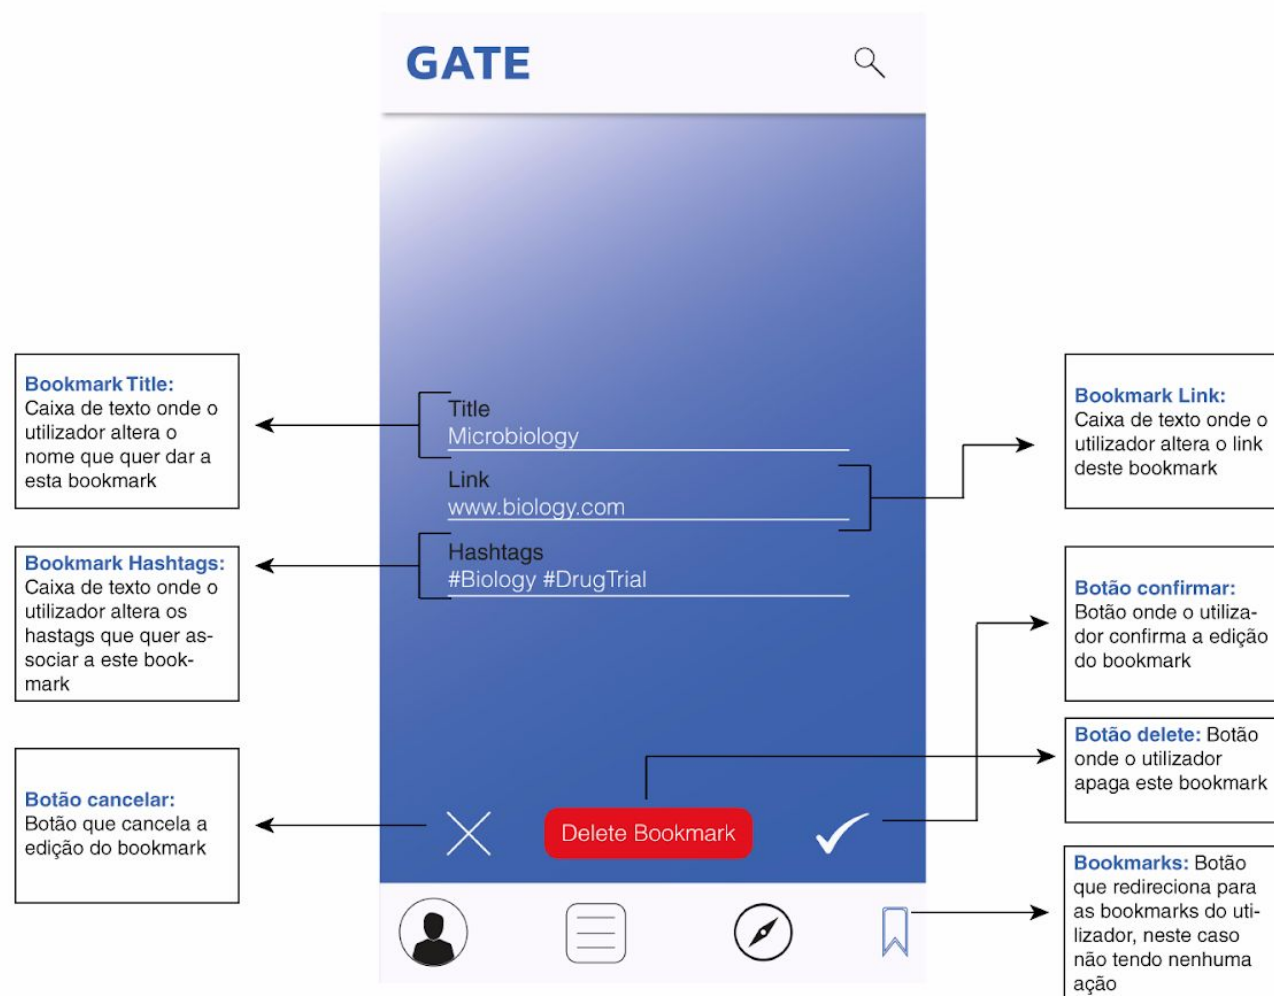 GATE
Bookmark Title:
Caixa de texto onde o
utilizador altera o
nome que quer dar a
esta bookmark
Title
Microbiology
Bookmark Link:
Caixa de texto onde o
utilizador altera o link
deste bookmark
Link
www.biology.com
Bookmark Hashtags:
Caixa de texto onde o
utilizador altera os
hastags que quer as-
sociar a este book-
mark
Hashtags
#Biology #DrugTrial
Botão confirmar:
Botão onde o utiliza-
dor confirma a edição
do bookmark
Botão delete: Botão
onde o utilizador
apaga este bookmark
Botão cancelar:
Botão que cancela a
edição do bookmark
Delete Bookmark
Bookmarks: Botão
que redireciona para
as bookmarks do uti-
lizador, neste caso
não tendo nenhuma
ação